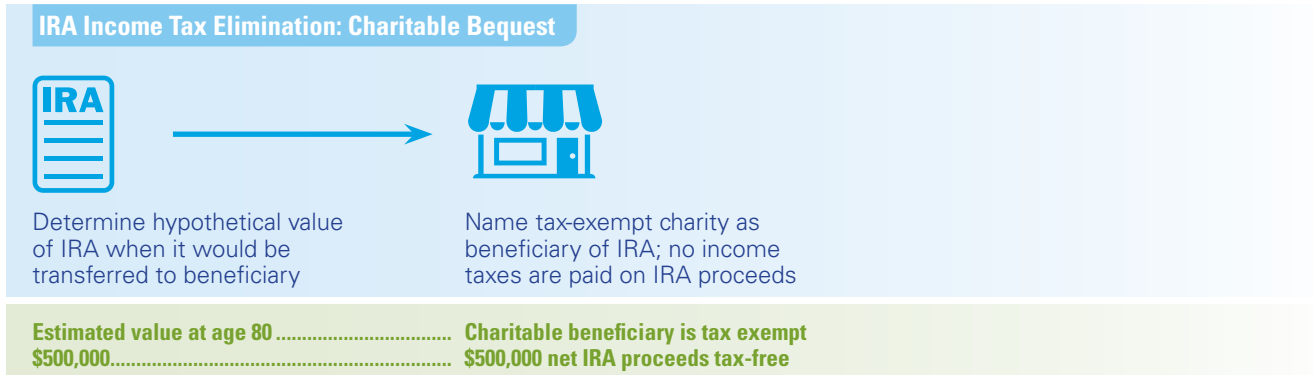 IRA Income Tax Elimination: Charitable Bequest
IRA
Determine hypothetical value
of IRA when it would be
transferred to beneficiary
Name tax-exempt charity as
beneficiary of IRA; no income
taxes are paid on IRA proceeds
Estimated value at age 80 .................................. Charitable beneficiary is tax exempt
$500,000.................................................................. $500,000 net IRA proceeds tax-free